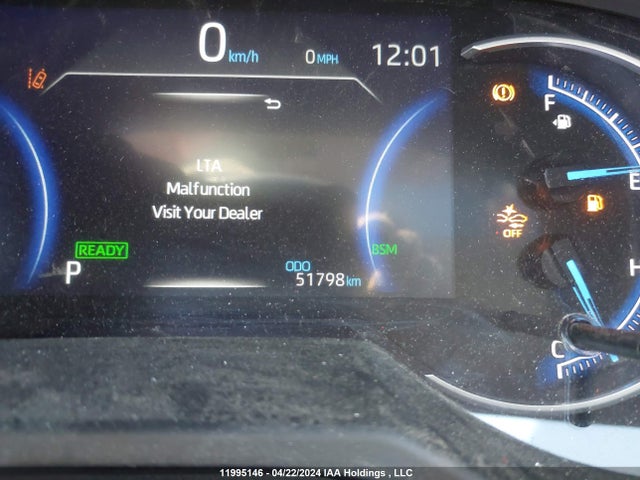 0 km/h
0 MPH
12:01
LTA
Malfunction
Visit Your Dealer
READY
P
BSM
ODO
51798 km
F
E
OFF
H
C
11995146 - 04/22/2024 IAA Holdings , LLC